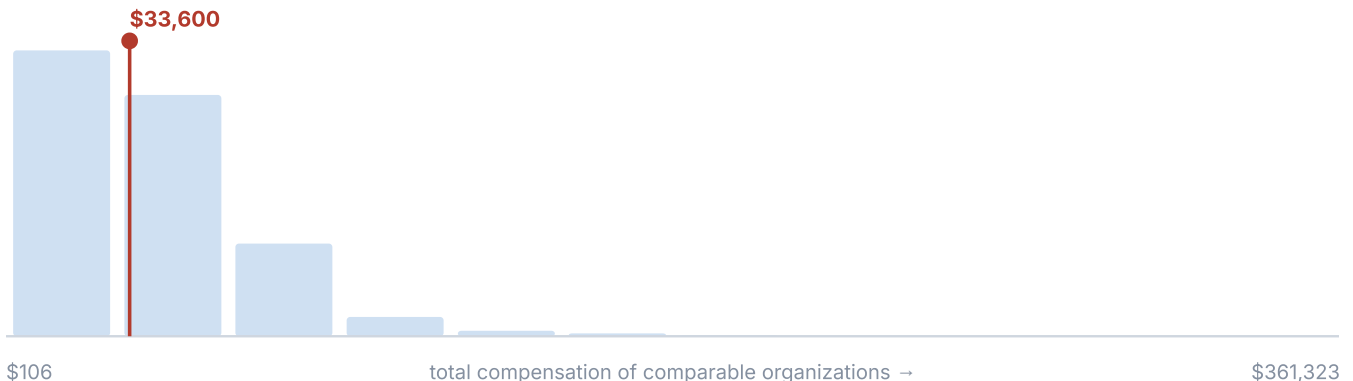 $33,600
$106 total compensation of comparable organizations → $361,323